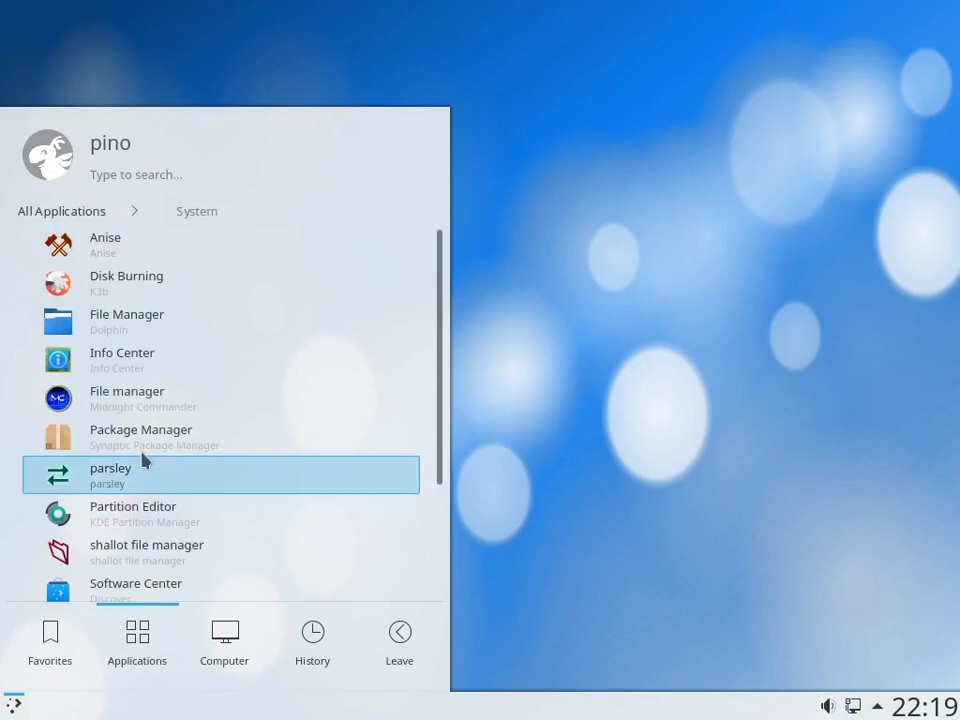 pino
Type to search...
All Applications
System
Anise
Anise
Disk Burning
K3b
File Manager
Dolphin
Info Center
Info Center
MC
File manager
Midnight Commander
Package Manager
Synaptic Package Manager
parsley
parsley
Partition Editor
KDE Partition Manager
shallot file manager
shallot file manager
Software Center
Discover
Favorites
Applications
Computer
History
Leave
22:19